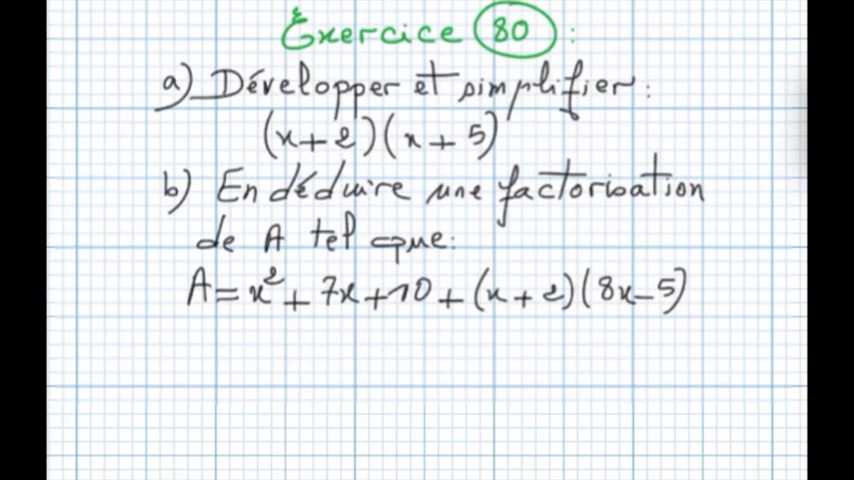 Exercice 80 :
a) Développer et simplifier :
(x+2)(x+5)
b) En déduire une factorisation
de A tel que :
A = x² + 7x + 10 + (x+2)(8x-5)